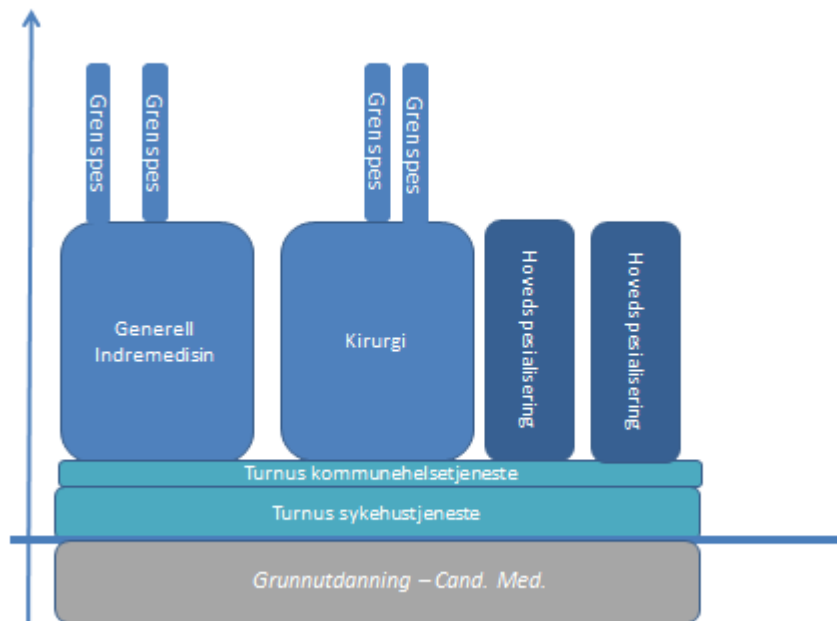 Gren spes
Gren spes
Gren spes
Gren spes
Generell
Indremedisin
Kirurgi
Hovedspesialisering
Hovedspesialisering
Turnus kommunehelsetjeneste
Turnus sykehustjeneste
Grunnutdanning – Cand. Med.